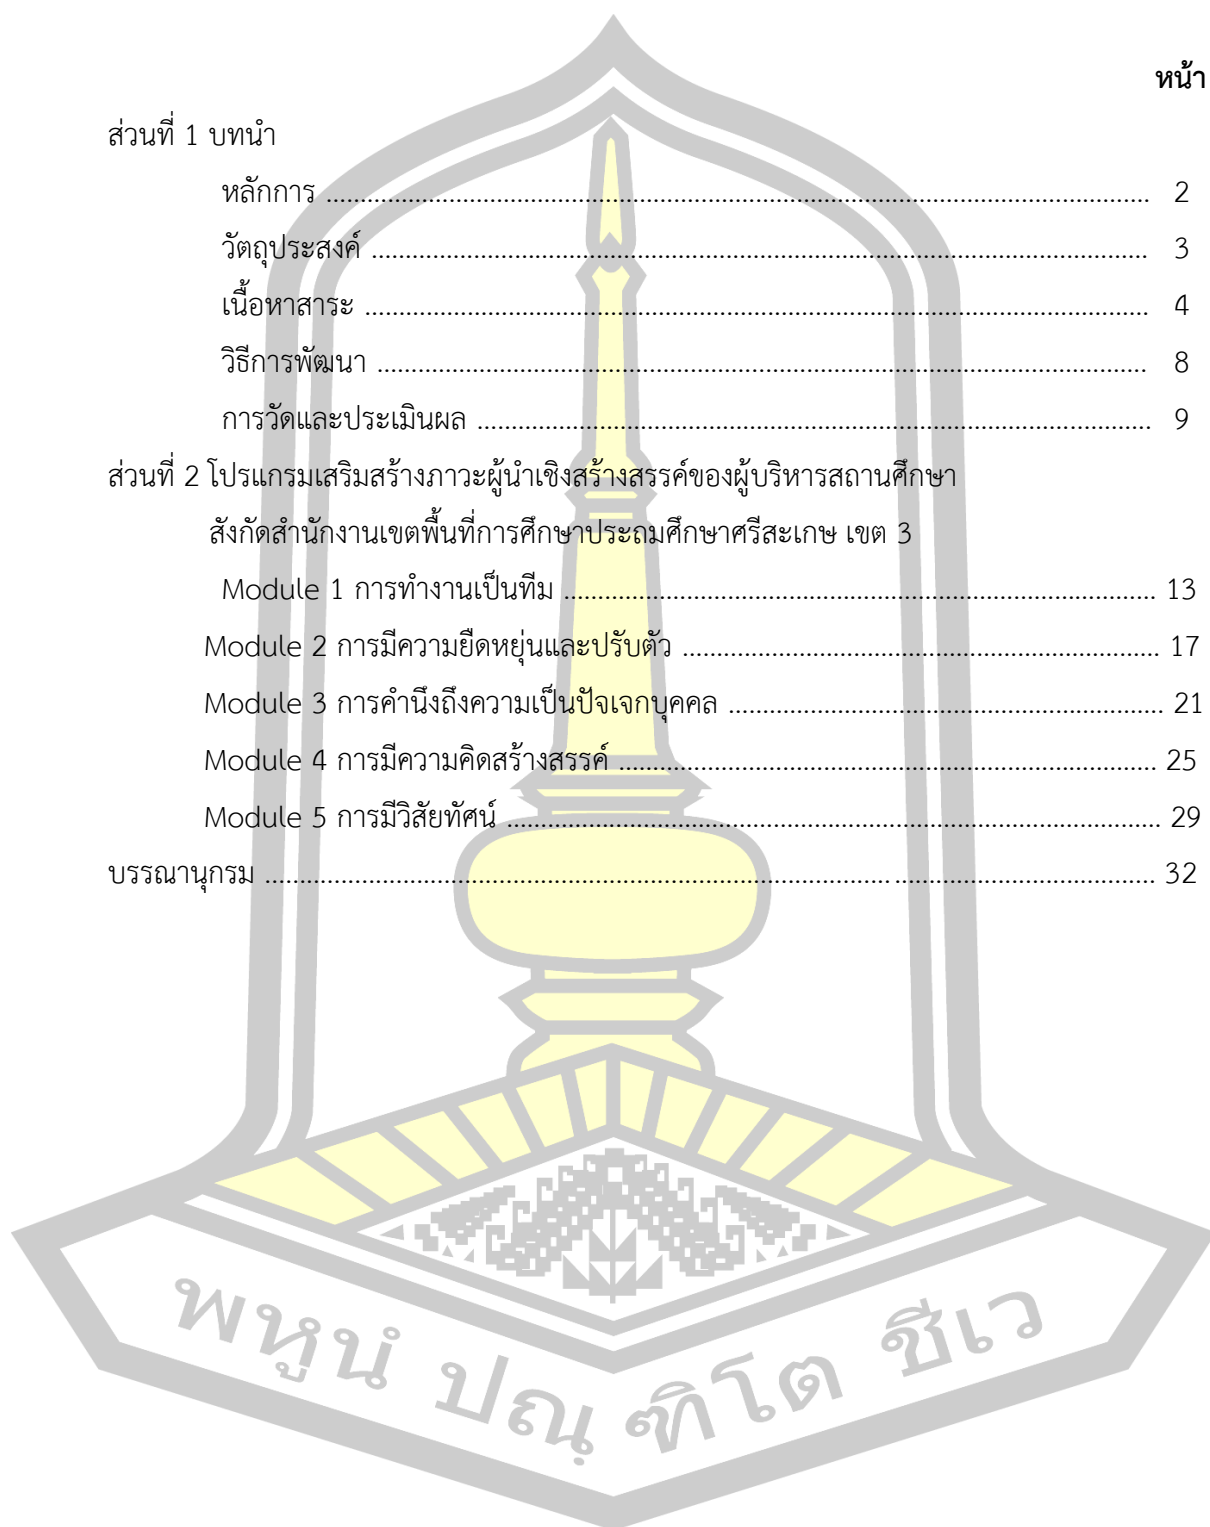 หน้า
ส่วนที่ 1 บทนำ
หลักการ ........................................................................................................................ 2
วัตถุประสงค์ ................................................................................................................. 3
เนื้อหาสาระ .................................................................................................................. 4
วิธีการพัฒนา ................................................................................................................ 8
การวัดและประเมินผล .................................................................................................. 9
ส่วนที่ 2 โปรแกรมเสริมสร้างภาวะผู้นำเชิงสร้างสรรค์ของผู้บริหารสถานศึกษา
สังกัดสำนักงานเขตพื้นที่การศึกษาประถมศึกษาศรีสะเกษ เขต 3
Module 1 การทำงานเป็นทีม ...................................................................................... 13
Module 2 การมีความยืดหยุ่นและปรับตัว ...................................................................... 17
Module 3 การคำนึงถึงความเป็นปัจเจกบุคคล ................................................................ 21
Module 4 การมีความคิดสร้างสรรค์ ............................................................................... 25
Module 5 การมีวิสัยทัศน์ ............................................................................................... 29
บรรณานุกรม ........................................................................................... ...................................... 32
พหูนํ ปณฺฑิโต ชีเว